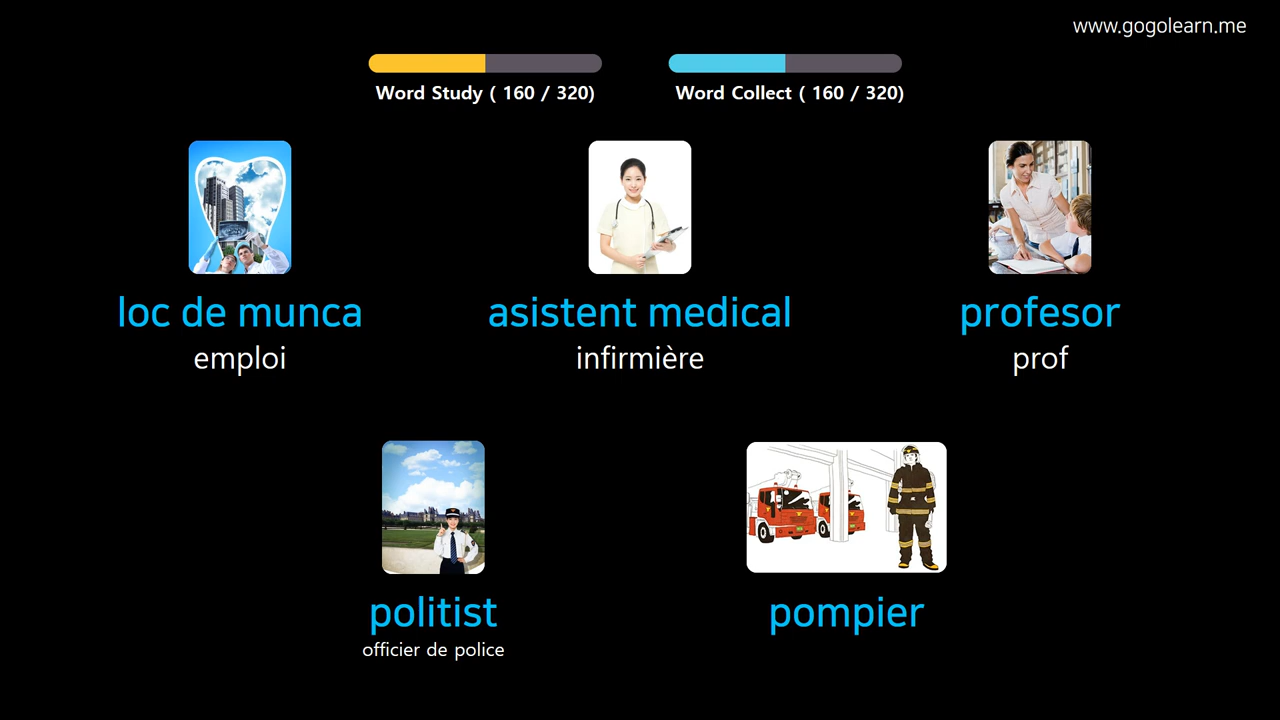 www.gogolearn.me
Word Study ( 160 / 320)
Word Collect ( 160 / 320)
loc de munca
emploi
asistent medical
infirmière
profesor
prof
politist
officier de police
pompier